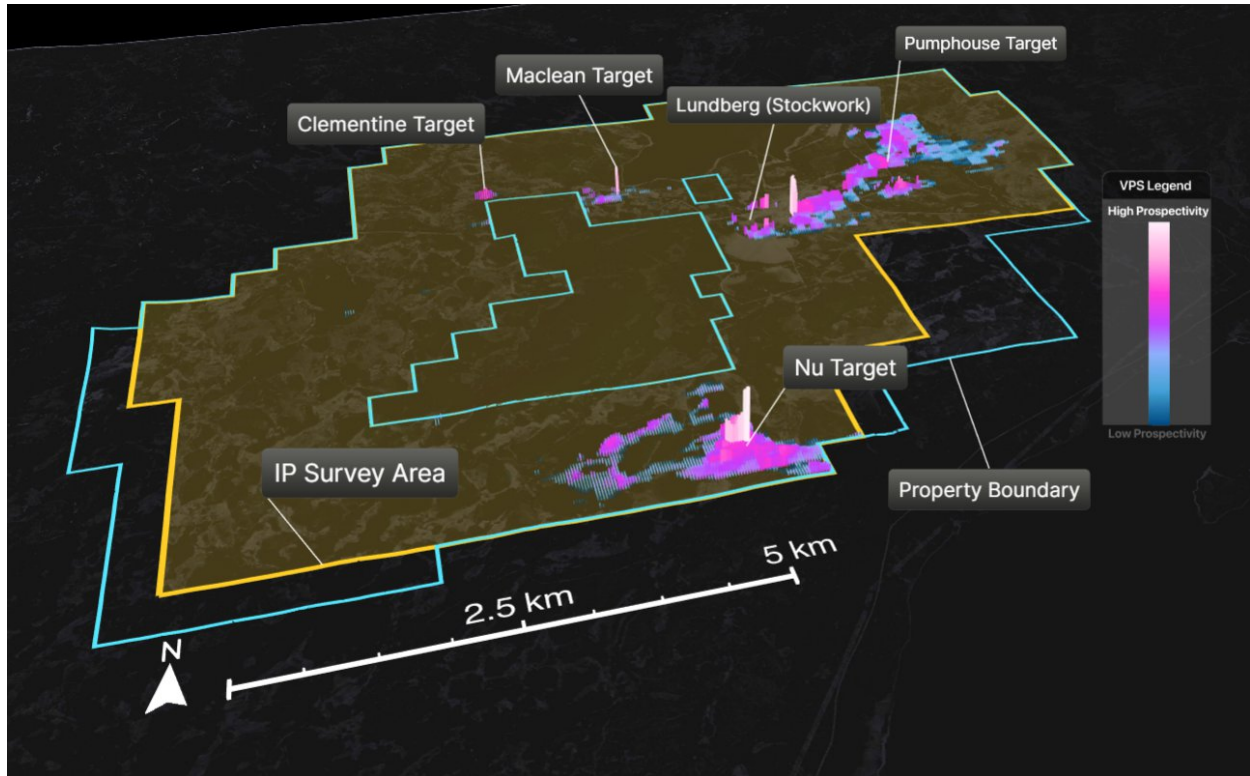 Pumphouse Target
Maclean Target
Lundberg (Stockwork)
Clementine Target
VPS Legend
High Prospectivity
Low Prospectivity
Nu Target
IP Survey Area
Property Boundary
5 km
2.5 km
N